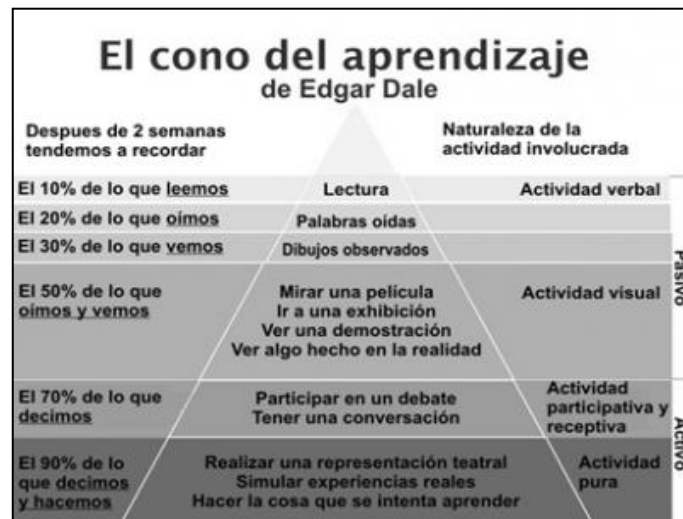 El cono del aprendizaje
de Edgar Dale
Despues de 2 semanas
tendemos a recordar
Naturaleza de la
actividad involucrada
El 10% de lo que leemos
Lectura
Actividad verbal
El 20% de lo que oímos
Palabras oidas
El 30% de lo que vemos
Dibujos observados
El 50% de lo que
oímos y vemos
Mirar una película
Ir a una exhibición
Ver una demostración
Ver algo hecho en la realidad
Actividad visual
Pasivo
El 70% de lo que
decimos
Participar en un debate
Tener una conversación
Actividad
participativa y
receptiva
El 90% de lo
que decimos
y hacemos
Realizar una representación teatral
Simular experiencias reales
Hacer la cosa que se intenta aprender
Actividad
pura
Activo